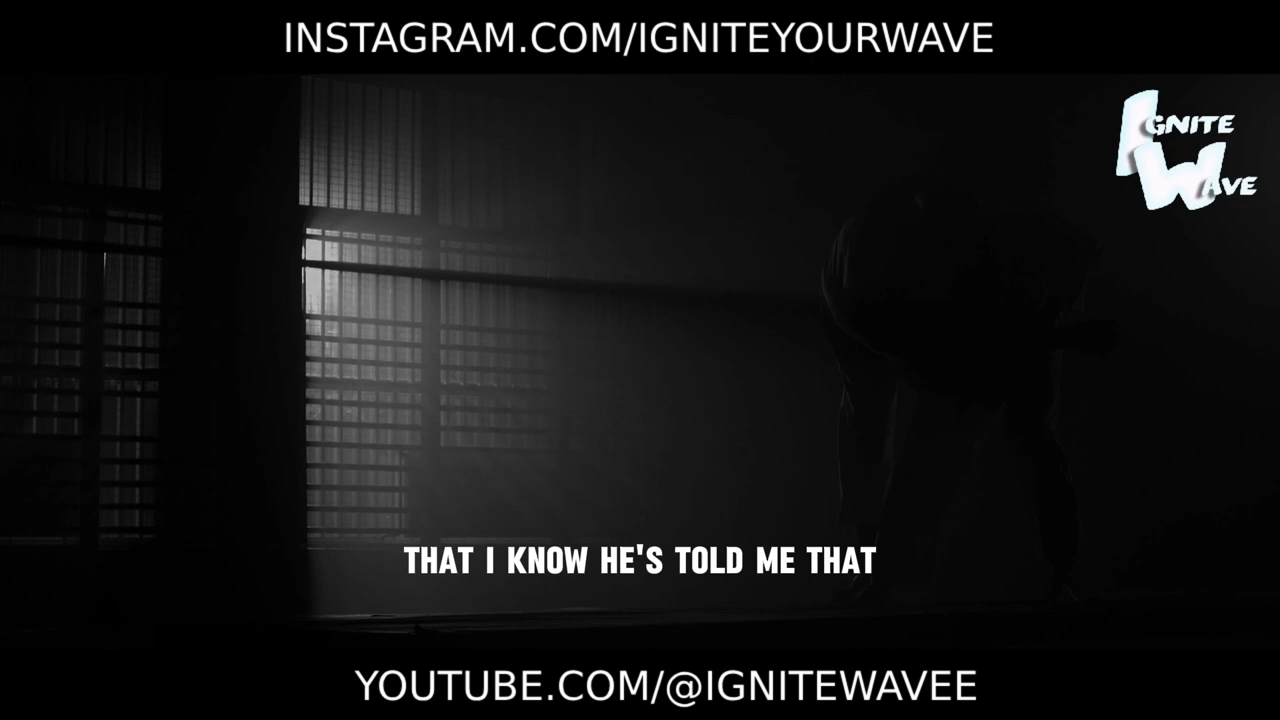 INSTAGRAM.COM/IGNITEYOURWAVE
IGNITE
WAVE
THAT I KNOW HE'S TOLD ME THAT
YOUTUBE.COM/@IGNITEWAVEE